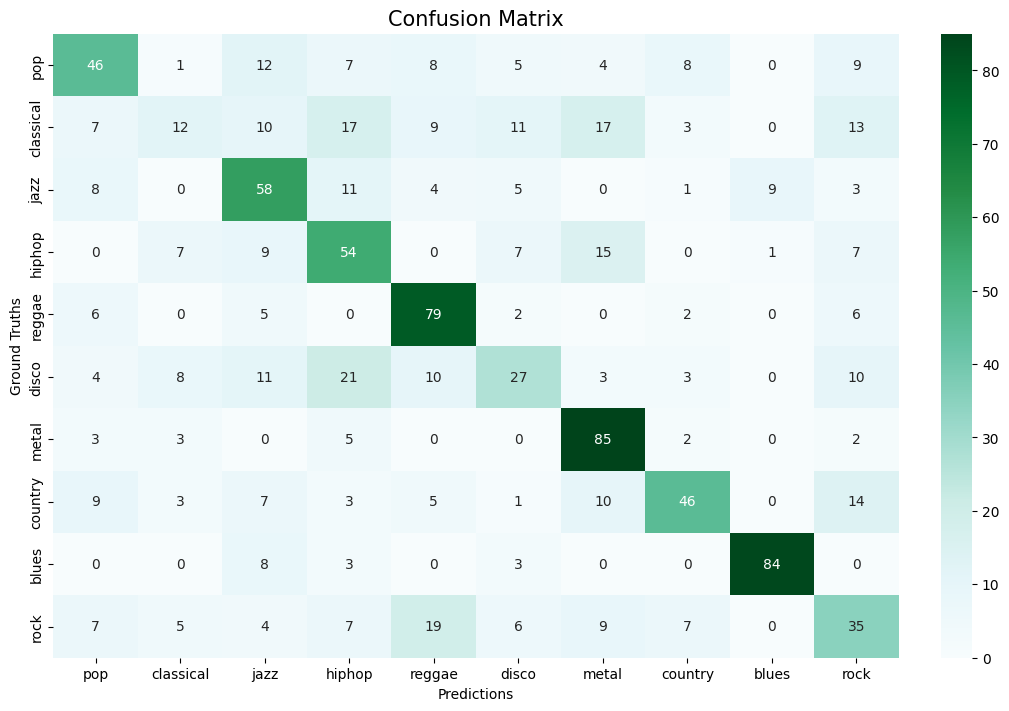 Confusion Matrix
Ground Truths
pop 46 1 12 7 8 5 4 8 0 9
classical 7 12 10 17 9 11 17 3 0 13
jazz 8 0 58 11 4 5 0 1 9 3
hiphop 0 7 9 54 0 7 15 0 1 7
reggae 6 0 5 0 79 2 0 2 0 6
disco 4 8 11 21 10 27 3 3 0 10
metal 3 3 0 5 0 0 85 2 0 2
country 9 3 7 3 5 1 10 46 0 14
blues 0 0 8 3 0 3 0 0 84 0
rock 7 5 4 7 19 6 9 7 0 35
pop classical jazz hiphop reggae disco metal country blues rock
Predictions
80
70
60
50
40
30
20
10
0